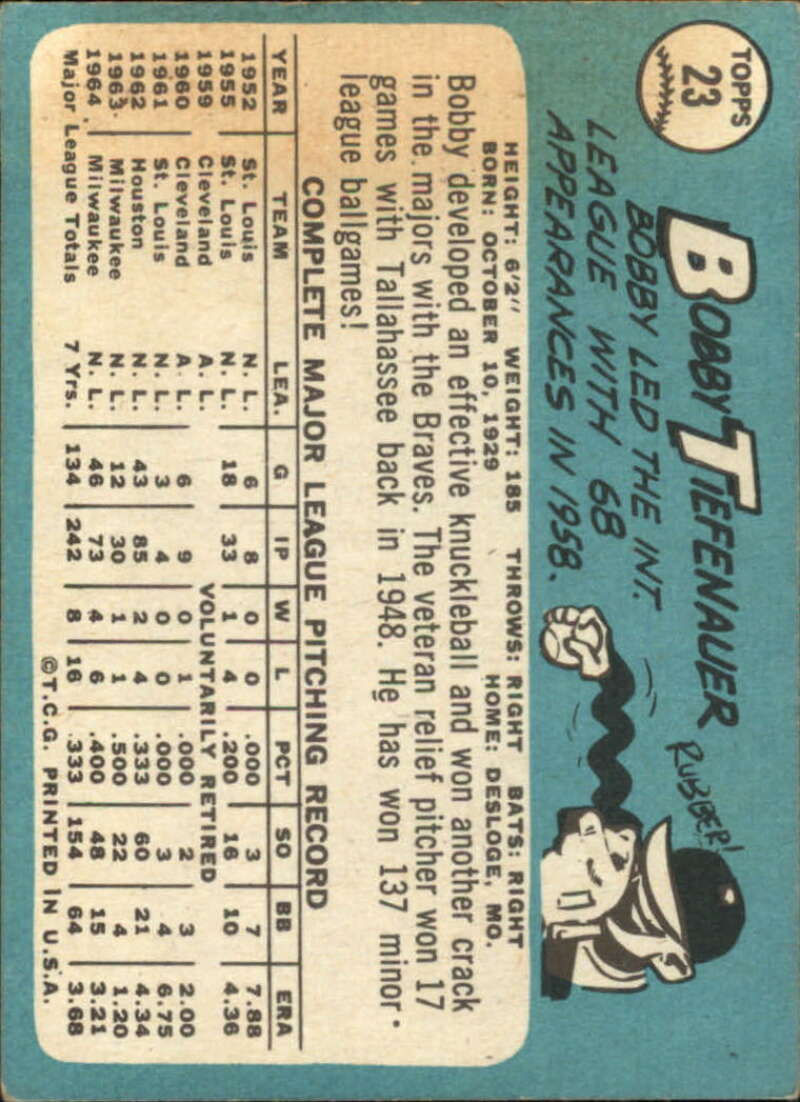 TOPPS
23
BOBBY TIEFENAUER
BOBBY LED THE INT.
LEAGUE WITH 68
APPEARANCES IN 1958.
RUBBER!
HEIGHT: 6'2" WEIGHT: 185 THROWS: RIGHT BATS: RIGHT
BORN: OCTOBER 10, 1929 HOME: DESLOGE, MO.
Bobby developed an effective knuckleball and won another crack
in the majors with the Braves. The veteran relief pitcher won 17
games with Tallahassee back in 1948. He has won 137 minor-
league ballgames!
COMPLETE MAJOR LEAGUE PITCHING RECORD
YEAR TEAM LEA. G IP W L PCT SO BB ERA
1952 St. Louis N. L. 6 8 0 0 .000 3 7 7.88
1955 St. Louis N. L. 18 33 1 4 .200 16 10 4.36
1959 Cleveland A. L. VOLUNTARILY RETIRED
1960 Cleveland A. L. 6 9 0 1 .000 2 3 2.00
1961 St. Louis N. L. 3 4 0 0 .000 3 4 6.75
1962 Houston N. L. 43 85 2 4 .333 60 21 4.34
1963 Milwaukee N. L. 12 30 1 1 .500 22 4 1.20
1964 Milwaukee N. L. 46 73 4 6 .400 48 15 3.21
Major League Totals 7 Yrs. 134 242 8 16 .333 154 64 3.68
©T.C.G. PRINTED IN U.S.A.